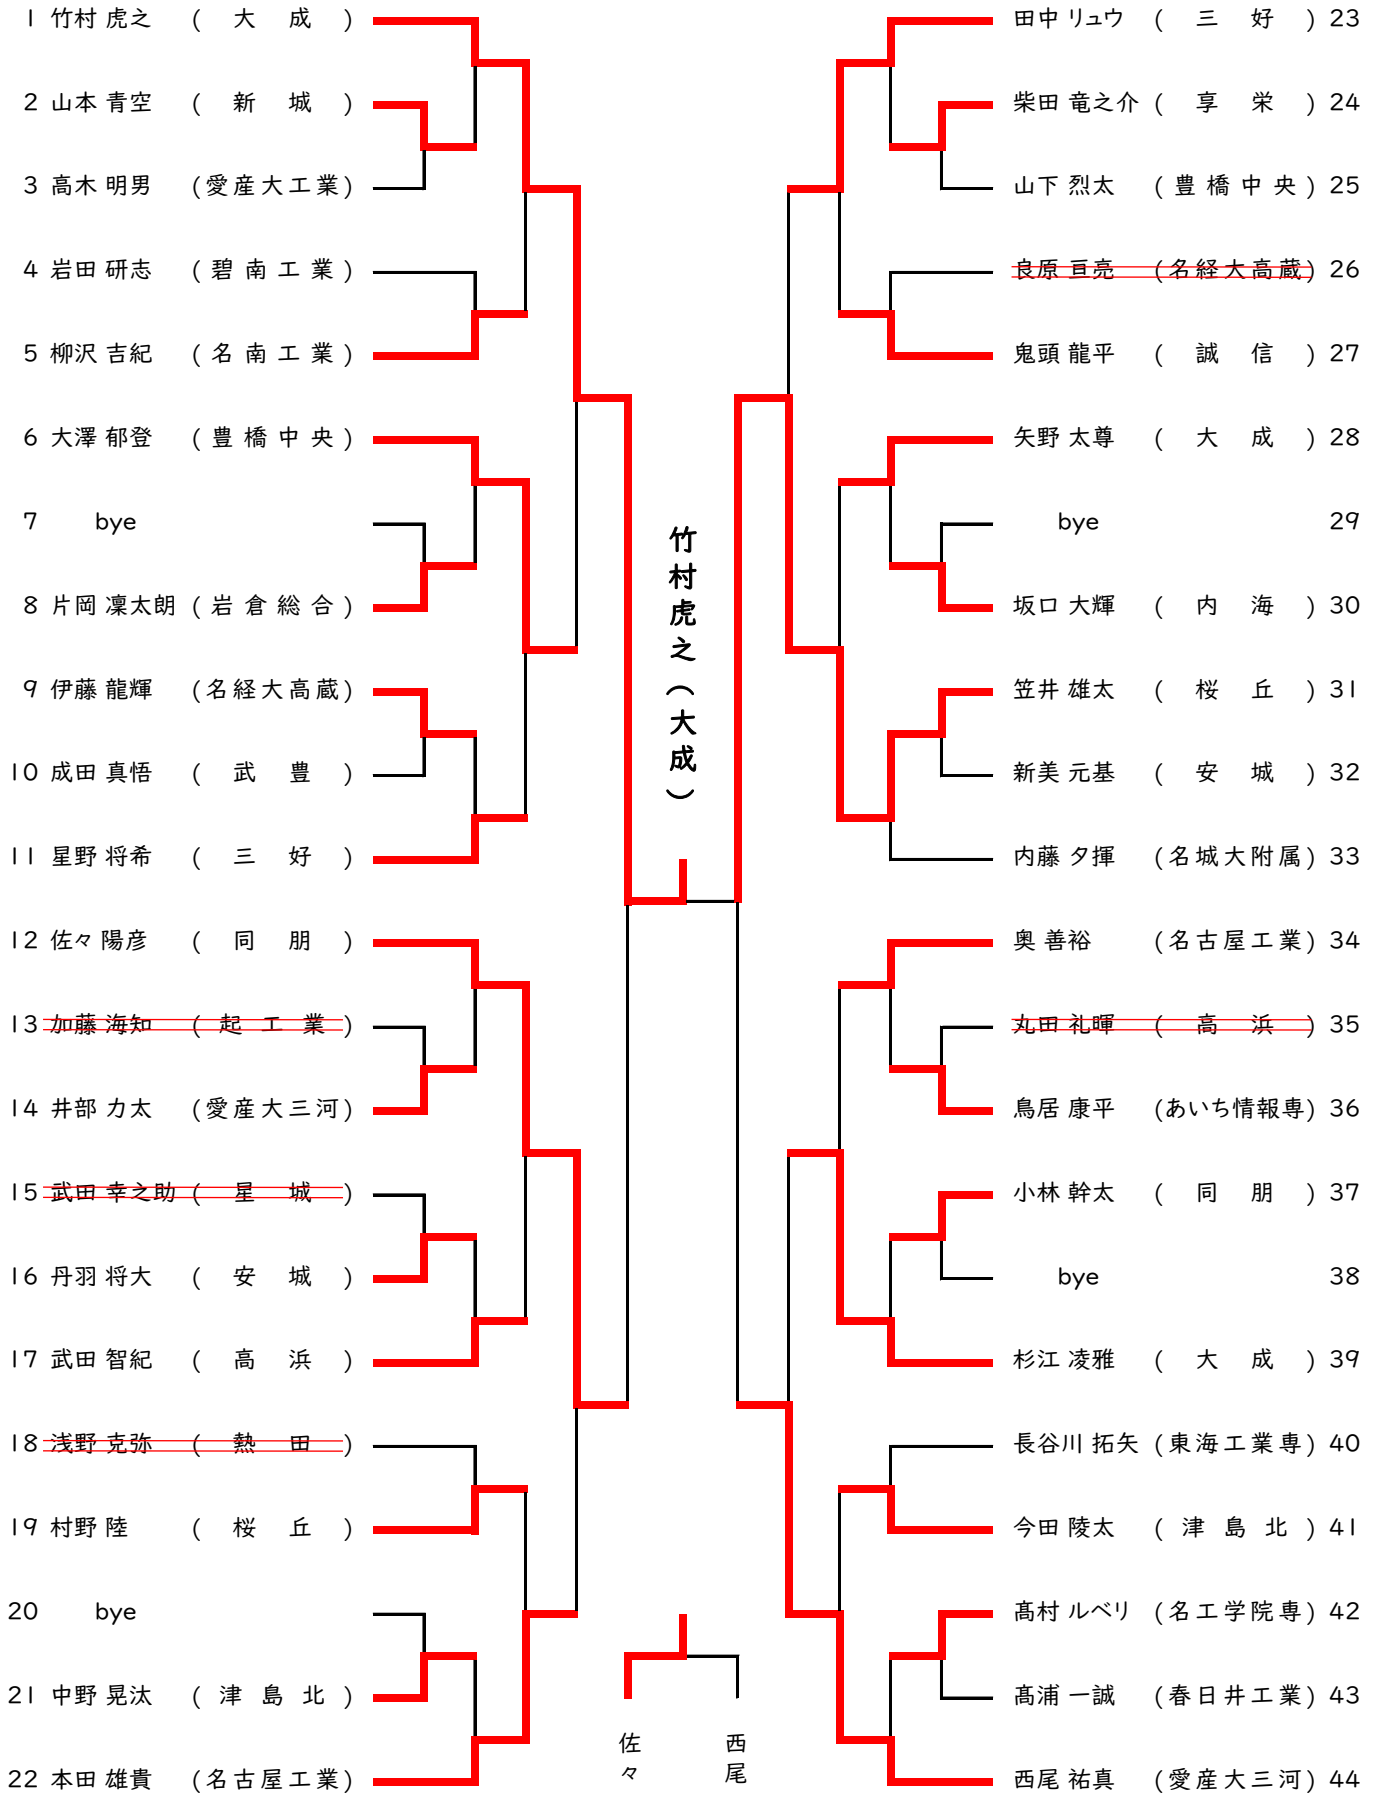 1 竹村 虎之 ( 大 成 )
2 山本 青空 ( 新 城 )
3 高木 明男 (愛産大工業)
4 岩田 研志 ( 碧南工業 )
5 柳沢 吉紀 ( 名南工業 )
6 大澤 郁登 ( 豊橋中央 )
7 bye
8 片岡 凜太朗 ( 岩倉総合 )
9 伊藤 龍輝 (名経大高蔵)
10 成田 真悟 ( 武 豊 )
11 星野 将希 ( 三 好 )
12 佐々 陽彦 ( 同 朋 )
13 加藤 海知 ( 起工業 )
14 井部 力太 (愛産大三河)
15 武田 幸之助 ( 星 城 )
16 丹羽 将大 ( 安 城 )
17 武田 智紀 ( 高 浜 )
18 浅野 克弥 ( 熱 田 )
19 村野 陸 ( 桜 丘 )
20 bye
21 中野 晃汰 ( 津島北 )
22 本田 雄貴 (名古屋工業)
竹村虎之(大成)
佐々
西尾
田中 リュウ ( 三 好 ) 23
柴田 竜之介 ( 享 栄 ) 24
山下 烈太 ( 豊橋中央 ) 25
良原 亘亮 (名経大高蔵) 26
鬼頭 龍平 ( 誠 信 ) 27
矢野 太尊 ( 大 成 ) 28
bye 29
坂口 大輝 ( 内 海 ) 30
笠井 雄太 ( 桜 丘 ) 31
新美 元基 ( 安 城 ) 32
内藤 夕揮 (名城大附属) 33
奥 善裕 (名古屋工業) 34
丸田 礼暉 ( 高 浜 ) 35
鳥居 康平 (あいち情報専) 36
小林 幹太 ( 同 朋 ) 37
bye 38
杉江 凌雅 ( 大 成 ) 39
長谷川 拓矢 (東海工業専) 40
今田 陵太 ( 津島北 ) 41
髙村 ルベリ (名工学院専) 42
髙浦 一誠 (春日井工業) 43
西尾 祐真 (愛産大三河) 44